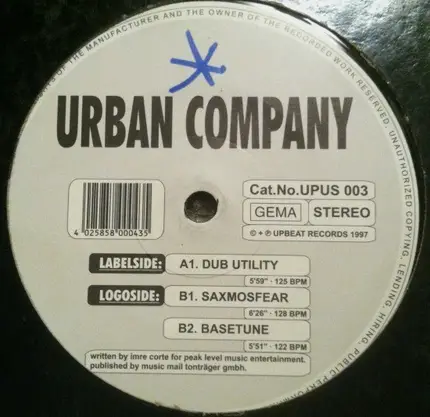 OF THE MANUFACTURER AND THE OWNER OF THE RECORDED WORK RESERVED. UNAUTHORIZED COPYING, LENDING, HIRING, PUBLIC
URBAN COMPANY
4 025858 000435
Cat.No.UPUS 003
GEMA STEREO
© + ℗ UPBEAT RECORDS 1997
LABELSIDE: A1. DUB UTILITY
5'59" · 125 BPM
LOGOSIDE: B1. SAXMOSFEAR
6'26" · 128 BPM
B2. BASETUNE
5'51" · 122 BPM
written by imre corte for peak level music entertainment.
published by music mail tonträger gmbh.